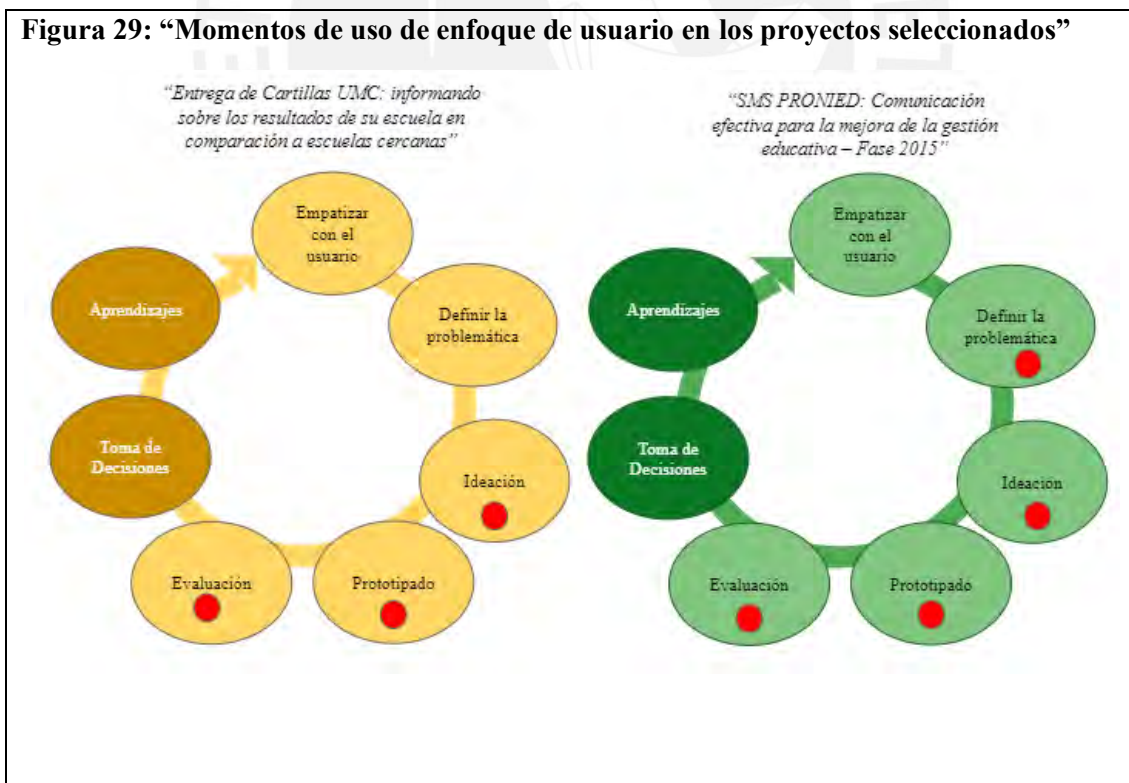 Figura 29: “Momentos de uso de enfoque de usuario en los proyectos seleccionados”
“Entrega de Cartillas UMC: informando
sobre los resultados de su escuela en
comparación a escuelas cercanas”
Empatizar
con el
usuario
Definir la
problemática
Ideación
Prototipado
Evaluación
Toma de
Decisiones
Aprendizajes
“SMS PRONIED: Comunicación
efectiva para la mejora de la gestión
educativa – Fase 2015”
Empatizar
con el
usuario
Definir la
problemática
Ideación
Prototipado
Evaluación
Toma de
Decisiones
Aprendizajes